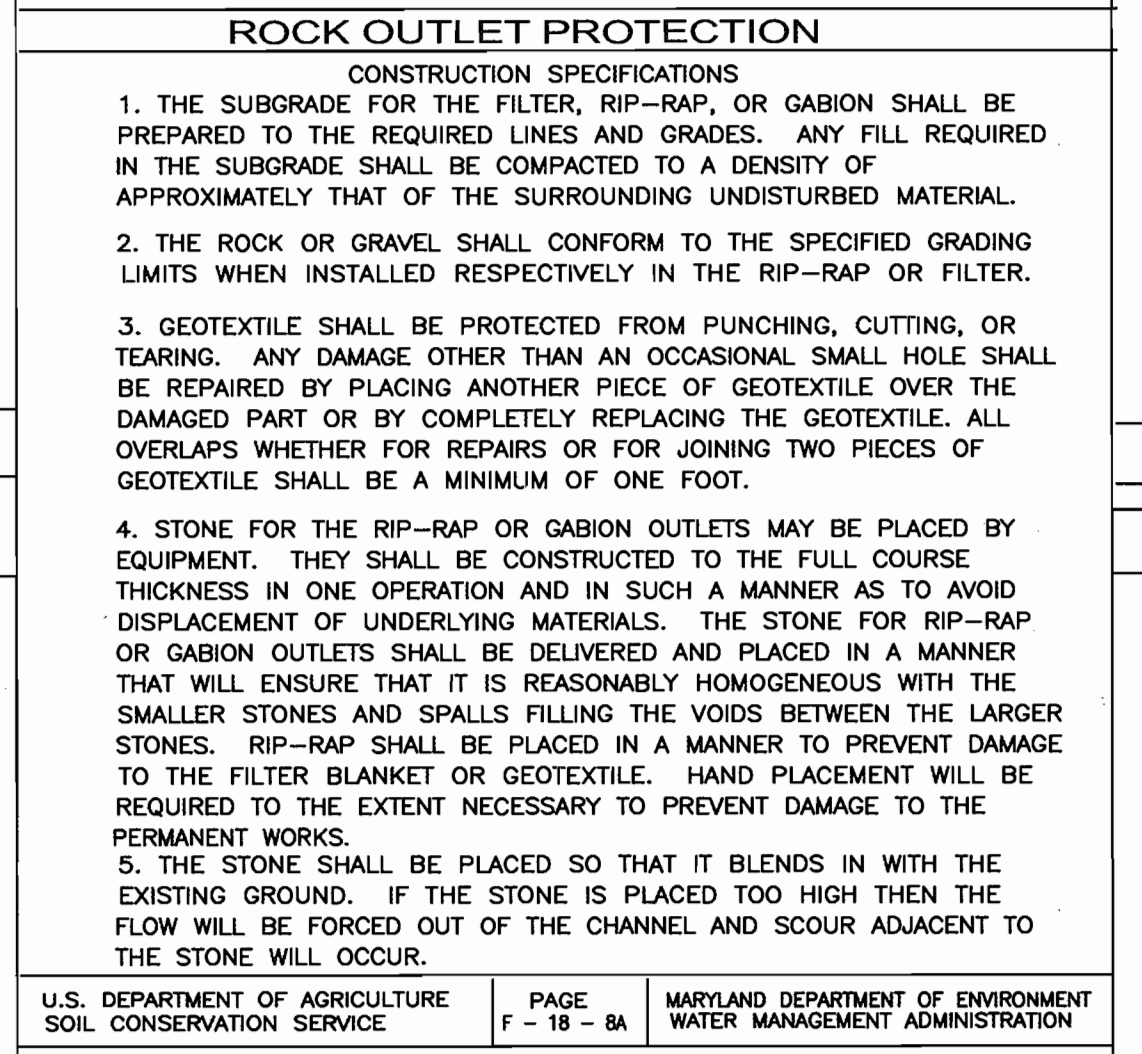 ROCK OUTLET PROTECTION
CONSTRUCTION SPECIFICATIONS
1. THE SUBGRADE FOR THE FILTER, RIP-RAP, OR GABION SHALL BE
PREPARED TO THE REQUIRED LINES AND GRADES. ANY FILL REQUIRED
IN THE SUBGRADE SHALL BE COMPACTED TO A DENSITY OF
APPROXIMATELY THAT OF THE SURROUNDING UNDISTURBED MATERIAL.
2. THE ROCK OR GRAVEL SHALL CONFORM TO THE SPECIFIED GRADING
LIMITS WHEN INSTALLED RESPECTIVELY IN THE RIP-RAP OR FILTER.
3. GEOTEXTILE SHALL BE PROTECTED FROM PUNCHING, CUTTING, OR
TEARING. ANY DAMAGE OTHER THAN AN OCCASIONAL SMALL HOLE SHALL
BE REPAIRED BY PLACING ANOTHER PIECE OF GEOTEXTILE OVER THE
DAMAGED PART OR BY COMPLETELY REPLACING THE GEOTEXTILE. ALL
OVERLAPS WHETHER FOR REPAIRS OR FOR JOINING TWO PIECES OF
GEOTEXTILE SHALL BE A MINIMUM OF ONE FOOT.
4. STONE FOR THE RIP-RAP OR GABION OUTLETS MAY BE PLACED BY
EQUIPMENT. THEY SHALL BE CONSTRUCTED TO THE FULL COURSE
THICKNESS IN ONE OPERATION AND IN SUCH A MANNER AS TO AVOID
DISPLACEMENT OF UNDERLYING MATERIALS. THE STONE FOR RIP-RAP
OR GABION OUTLETS SHALL BE DELIVERED AND PLACED IN A MANNER
THAT WILL ENSURE THAT IT IS REASONABLY HOMOGENEOUS WITH THE
SMALLER STONES AND SPALLS FILLING THE VOIDS BETWEEN THE LARGER
STONES. RIP-RAP SHALL BE PLACED IN A MANNER TO PREVENT DAMAGE
TO THE FILTER BLANKET OR GEOTEXTILE. HAND PLACEMENT WILL BE
REQUIRED TO THE EXTENT NECESSARY TO PREVENT DAMAGE TO THE
PERMANENT WORKS.
5. THE STONE SHALL BE PLACED SO THAT IT BLENDS IN WITH THE
EXISTING GROUND. IF THE STONE IS PLACED TOO HIGH THEN THE
FLOW WILL BE FORCED OUT OF THE CHANNEL AND SCOUR ADJACENT TO
THE STONE WILL OCCUR.
U.S. DEPARTMENT OF AGRICULTURE
SOIL CONSERVATION SERVICE
PAGE
F - 18 - 8A
MARYLAND DEPARTMENT OF ENVIRONMENT
WATER MANAGEMENT ADMINISTRATION